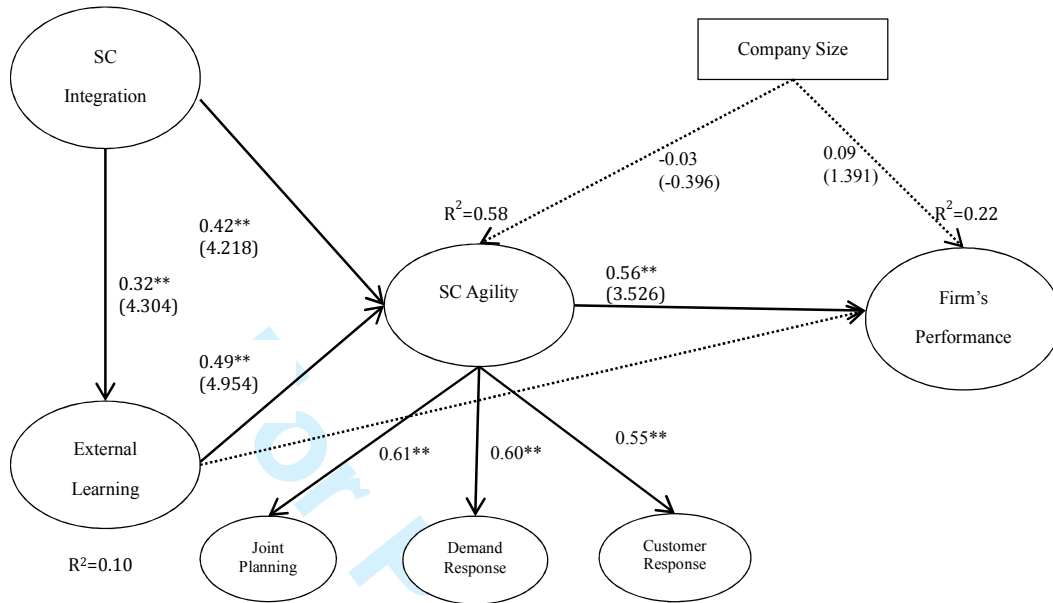 SC
Integration
Company Size
-0.03
(-0.396)
0.09
(1.391)
R²=0.58
R²=0.22
0.42**
(4.218)
0.32**
(4.304)
SC Agility
0.56**
(3.526)
Firm's
Performance
0.49**
(4.954)
External
Learning
0.61**
0.60**
0.55**
Joint
Planning
Demand
Response
Customer
Response
R²=0.10